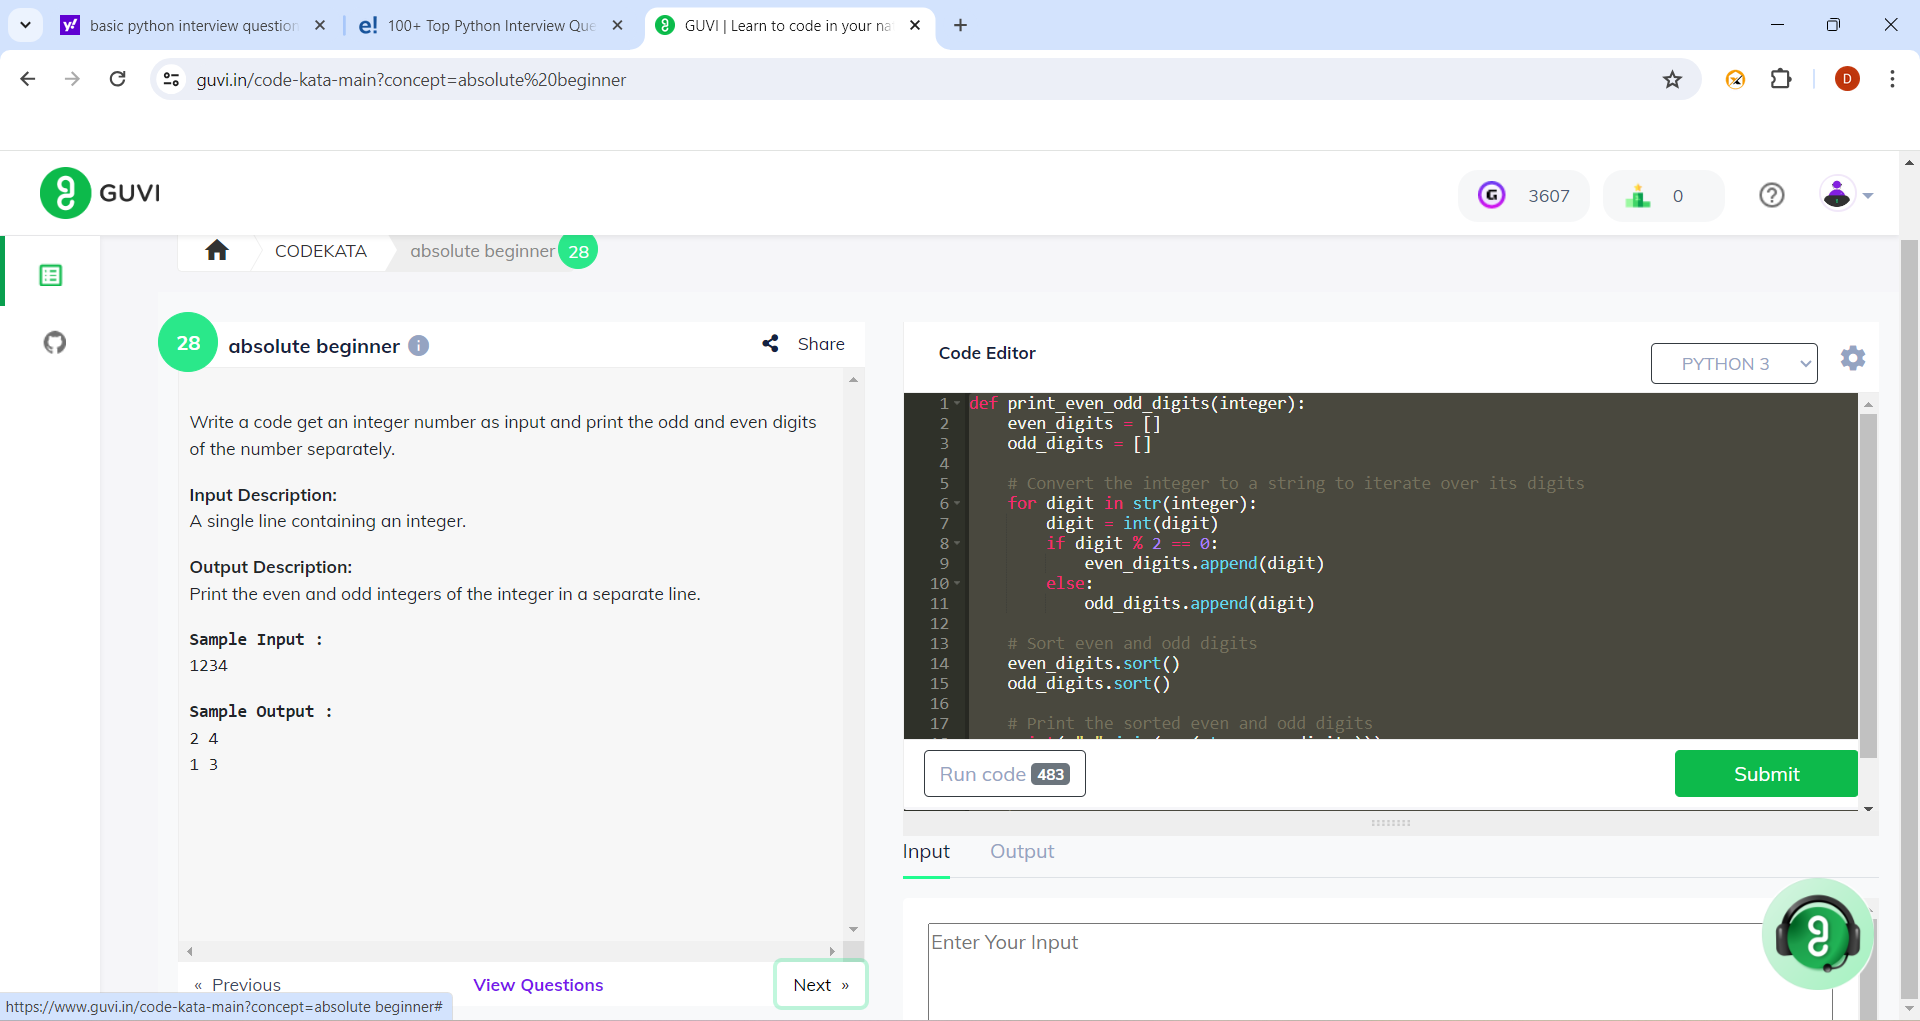 basic python interview question
100+ Top Python Interview Que
GUVI | Learn to code in your na
guvi.in/code-kata-main?concept=absolute%20beginner
D
GUVI
G 3607
0
CODEKATA
absolute beginner 28
28 absolute beginner
Share
Write a code get an integer number as input and print the odd and even digits
of the number separately.
Input Description:
A single line containing an integer.
Output Description:
Print the even and odd integers of the integer in a separate line.
Sample Input :
1234
Sample Output :
2 4
1 3
« Previous
View Questions
Next »
https://www.guvi.in/code-kata-main?concept=absolute beginner#
Code Editor
PYTHON 3
1 def print_even_odd_digits(integer):
2     even_digits = []
3     odd_digits = []
4
5     # Convert the integer to a string to iterate over its digits
6     for digit in str(integer):
7         digit = int(digit)
8         if digit % 2 == 0:
9             even_digits.append(digit)
10         else:
11             odd_digits.append(digit)
12
13     # Sort even and odd digits
14     even_digits.sort()
15     odd_digits.sort()
16
17     # Print the sorted even and odd digits
Run code 483
Submit
Input
Output
Enter Your Input